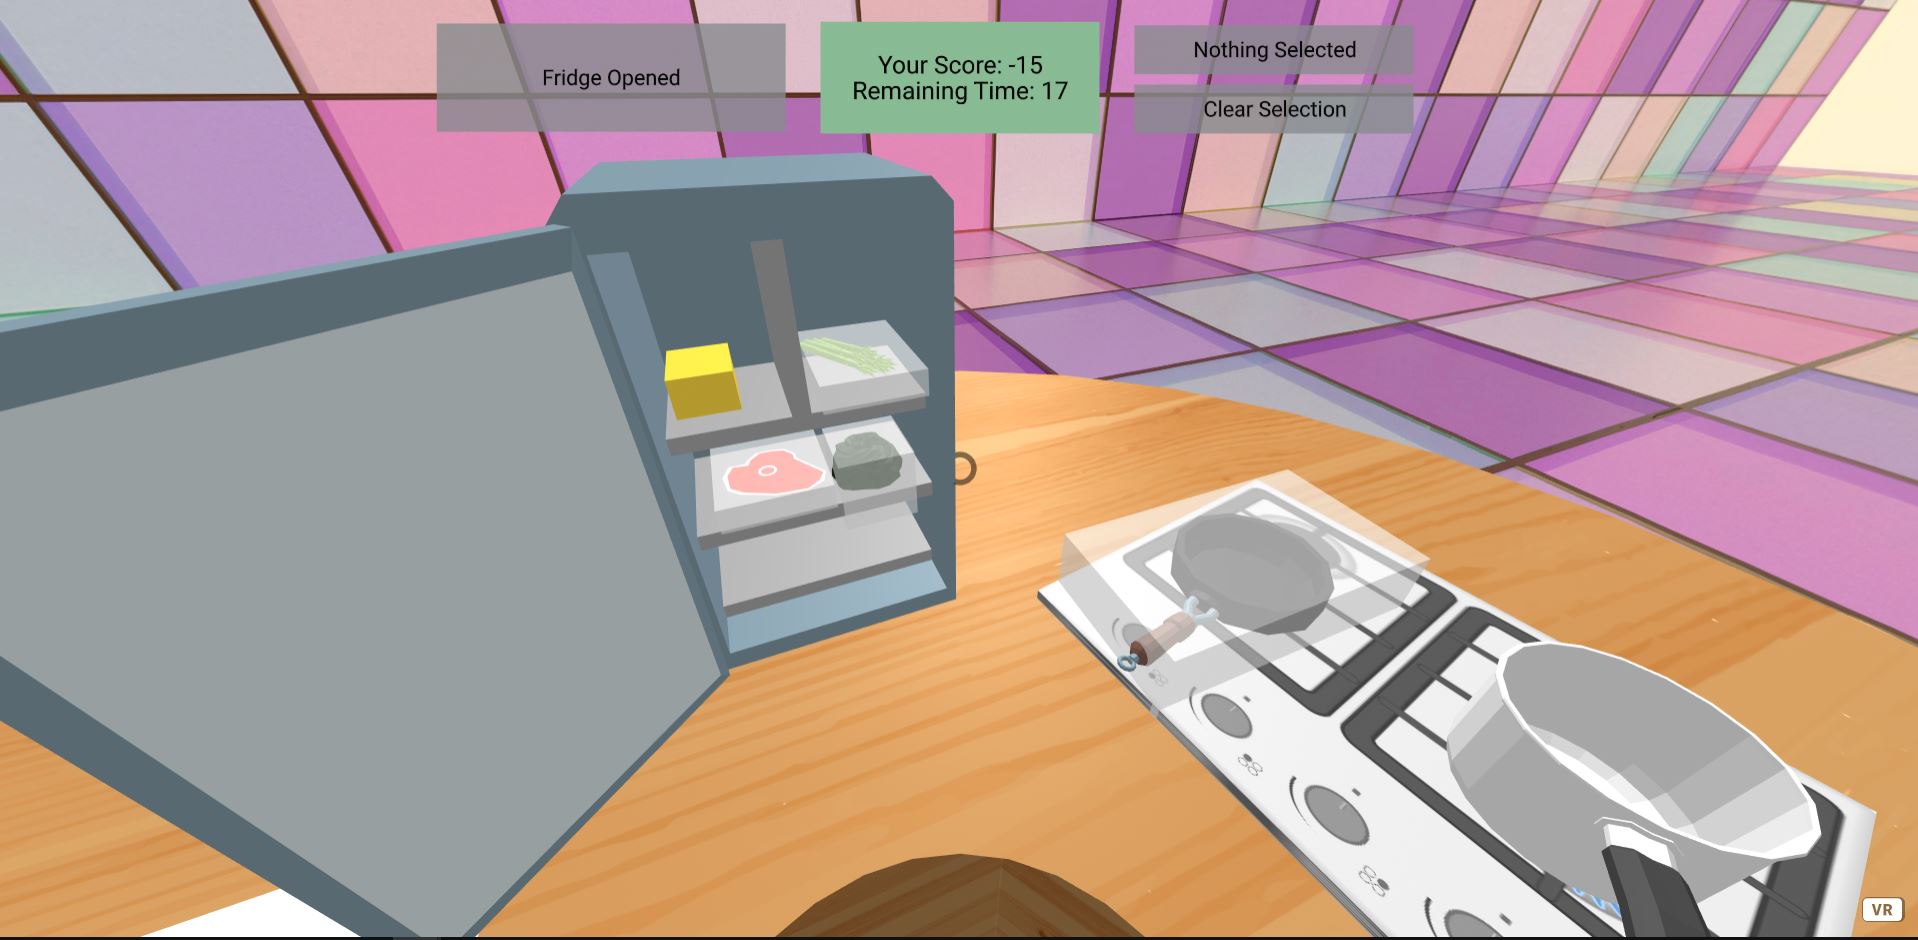 Fridge Opened
Your Score: -15
Remaining Time: 17
Nothing Selected
Clear Selection
VR